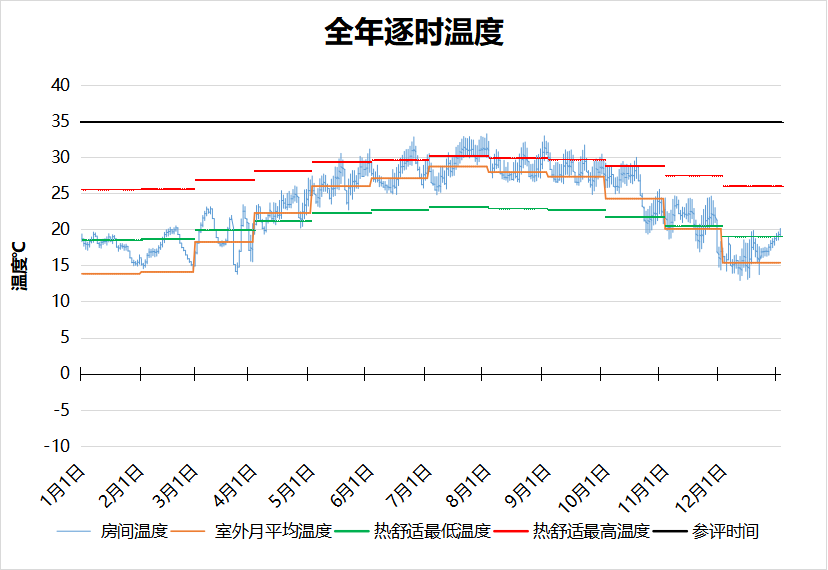 全年逐时温度
40
35
30
25
20
15
10
5
0
-5
-10
温度℃
1月1日
2月1日
3月1日
4月1日
5月1日
6月1日
7月1日
8月1日
9月1日
10月1日
11月1日
12月1日
房间温度 室外月平均温度 热舒适最低温度 热舒适最高温度 参评时间